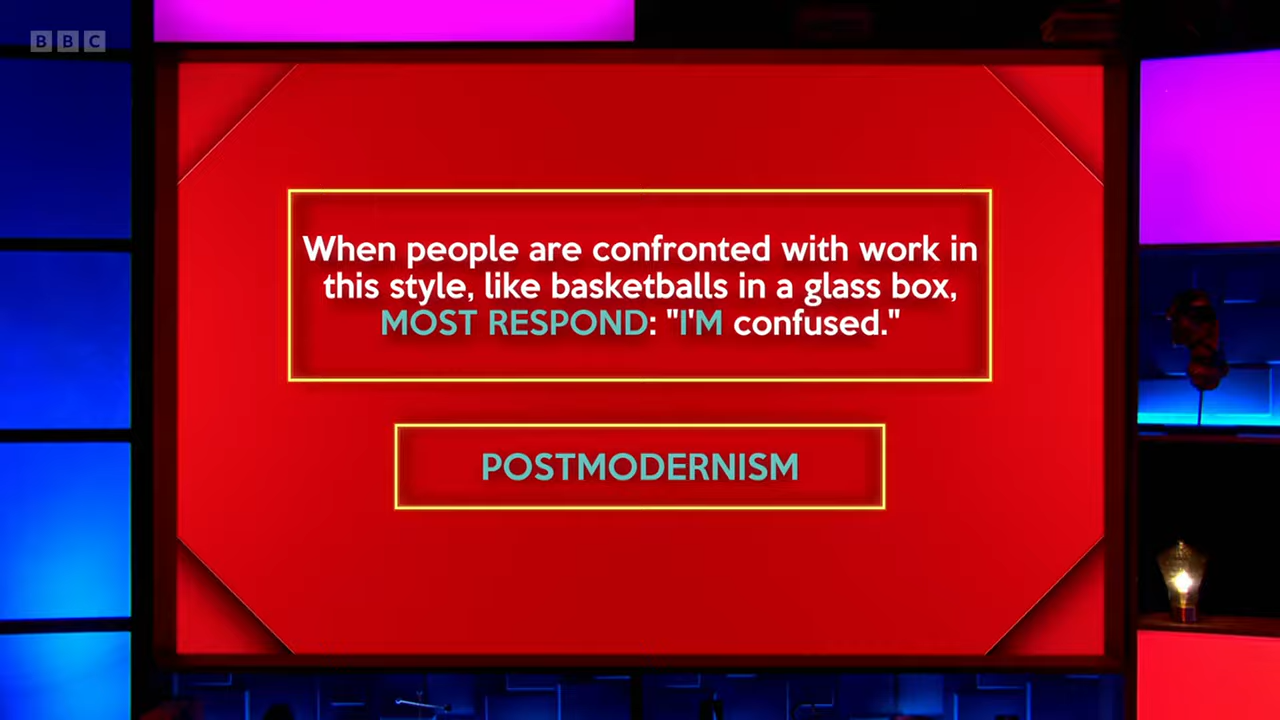 BBC
When people are confronted with work in
this style, like basketballs in a glass box,
MOST RESPOND: "I'M confused."
POSTMODERNISM